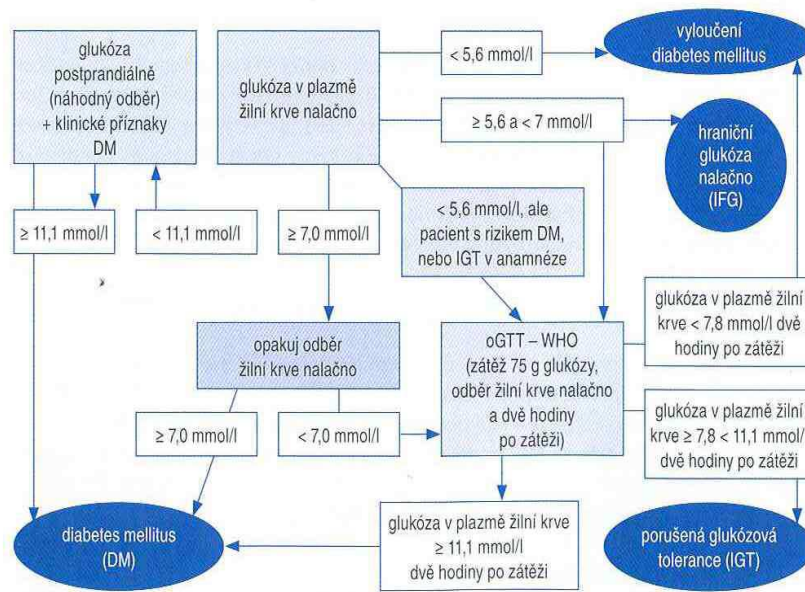 glukóza
postprandiálně
(náhodný odběr)
+ klinické příznaky
DM
glukóza v plazmě
žilní krve nalačno
< 5,6 mmol/l
vyloučení
diabetes mellitus
≥ 5,6 a < 7 mmol/l
hraniční
glukóza
nalačno
(IFG)
≥ 11,1 mmol/l
< 11,1 mmol/l
≥ 7,0 mmol/l
< 5,6 mmol/l, ale
pacient s rizikem DM,
nebo IGT v anamnéze
opakuj odběr
žilní krve nalačno
oGTT – WHO
(zátěž 75 g glukózy,
odběr žilní krve nalačno
a dvě hodiny
po zátěži)
glukóza v plazmě žilní
krve < 7,8 mmol/l dvě
hodiny po zátěži
≥ 7,0 mmol/l
< 7,0 mmol/l
glukóza v plazmě žilní
krve ≥ 7,8 < 11,1 mmol/
dvě hodiny po zátěži
diabetes mellitus
(DM)
glukóza v plazmě žilní krve
≥ 11,1 mmol/l
dvě hodiny po zátěži
porušená glukózová
tolerance (IGT)